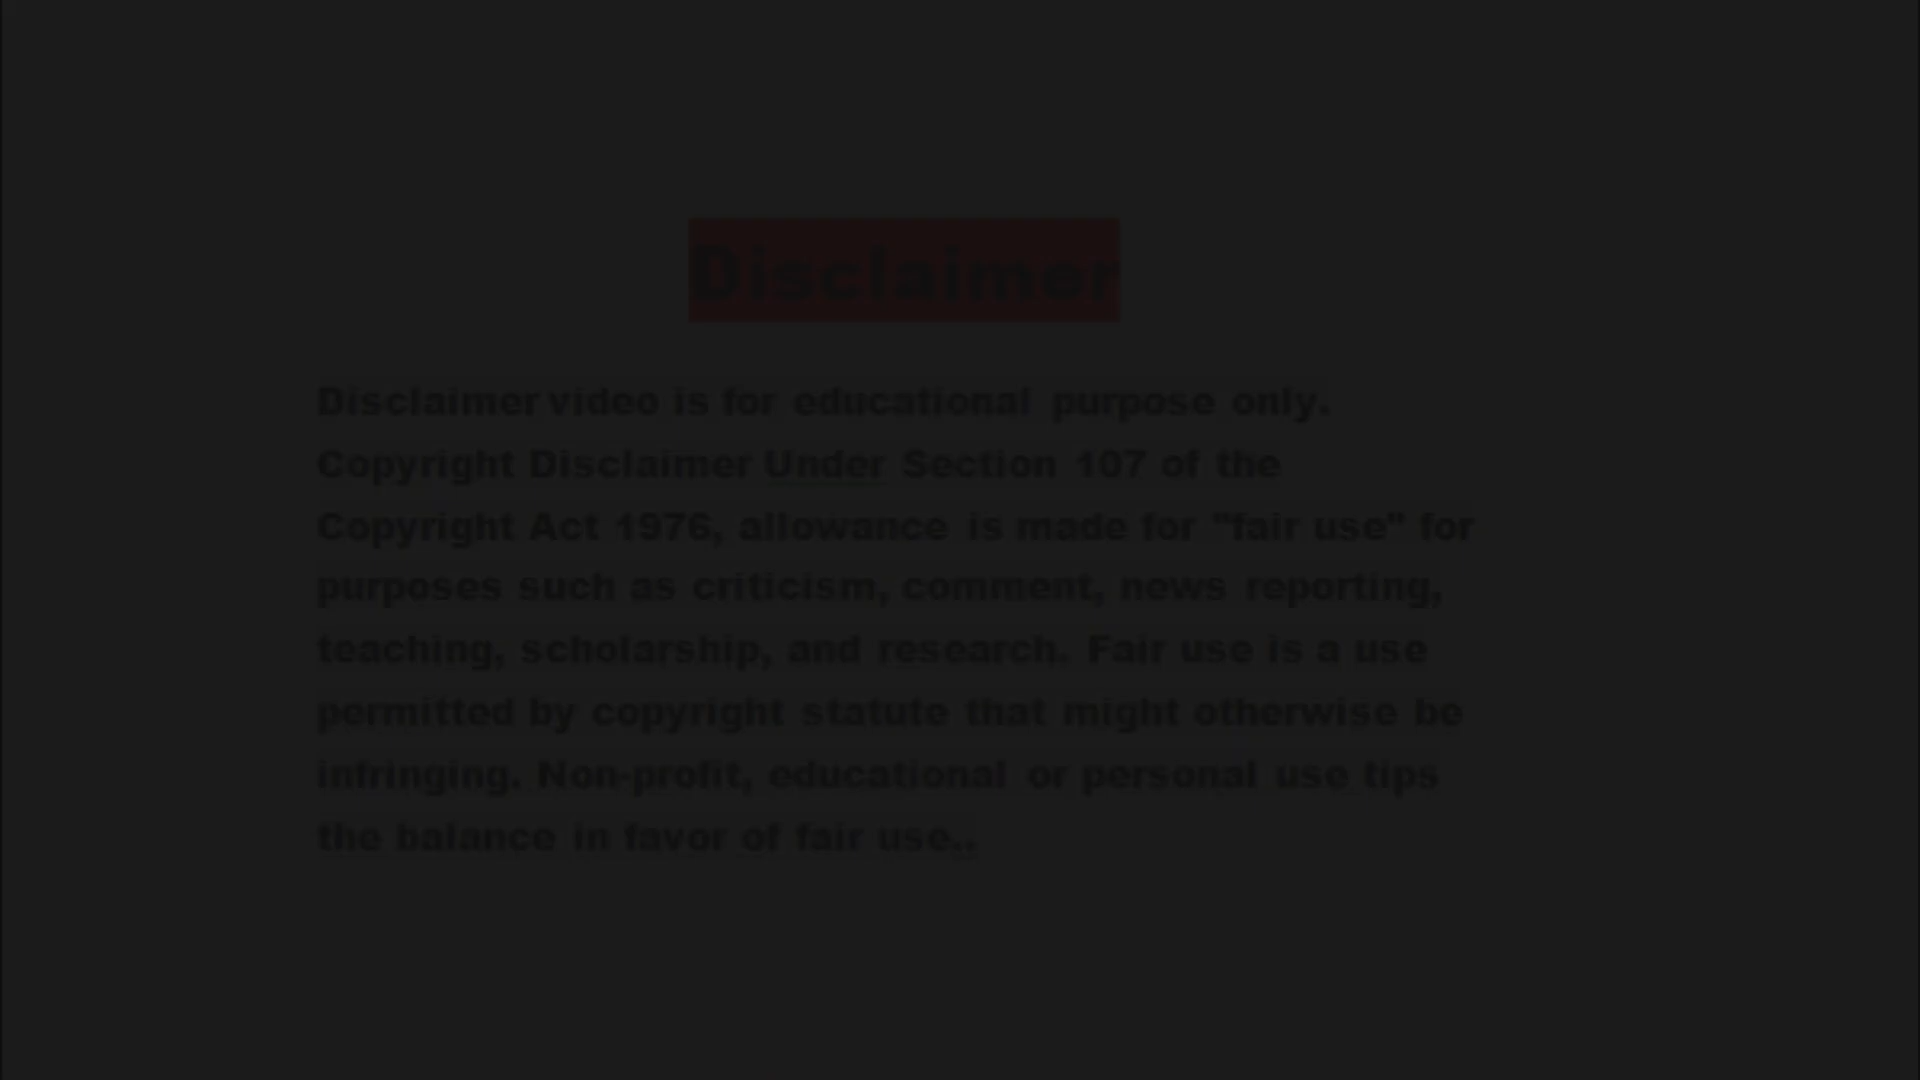 Disclaimer
Disclaimer video is for educational purpose only.
Copyright Disclaimer Under Section 107 of the
Copyright Act 1976, allowance is made for "fair use" for
purposes such as criticism, comment, news reporting,
teaching, scholarship, and research. Fair use is a use
permitted by copyright statute that might otherwise be
infringing. Non-profit, educational or personal use tips
the balance in favor of fair use..